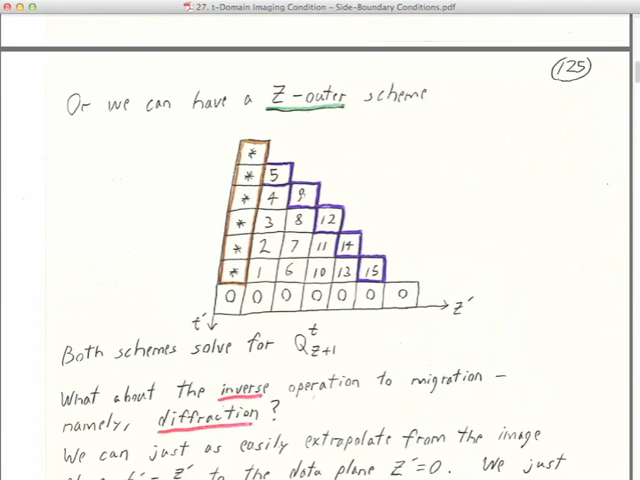 27. t-Domain Imaging Condition – Side-Boundary Conditions.pdf
125
Or we can have a Z-outer scheme
*
* 5
* 4 9
* 3 8 12
* 2 7 11 14
* 1 6 10 13 15
0 0 0 0 0 0 0
t' z'
Both schemes solve for Q^t_{z+1}
What about the inverse operation to migration –
namely, diffraction?
We can just as easily extrapolate from the image
t' = z' to the data plane z'=0. We just